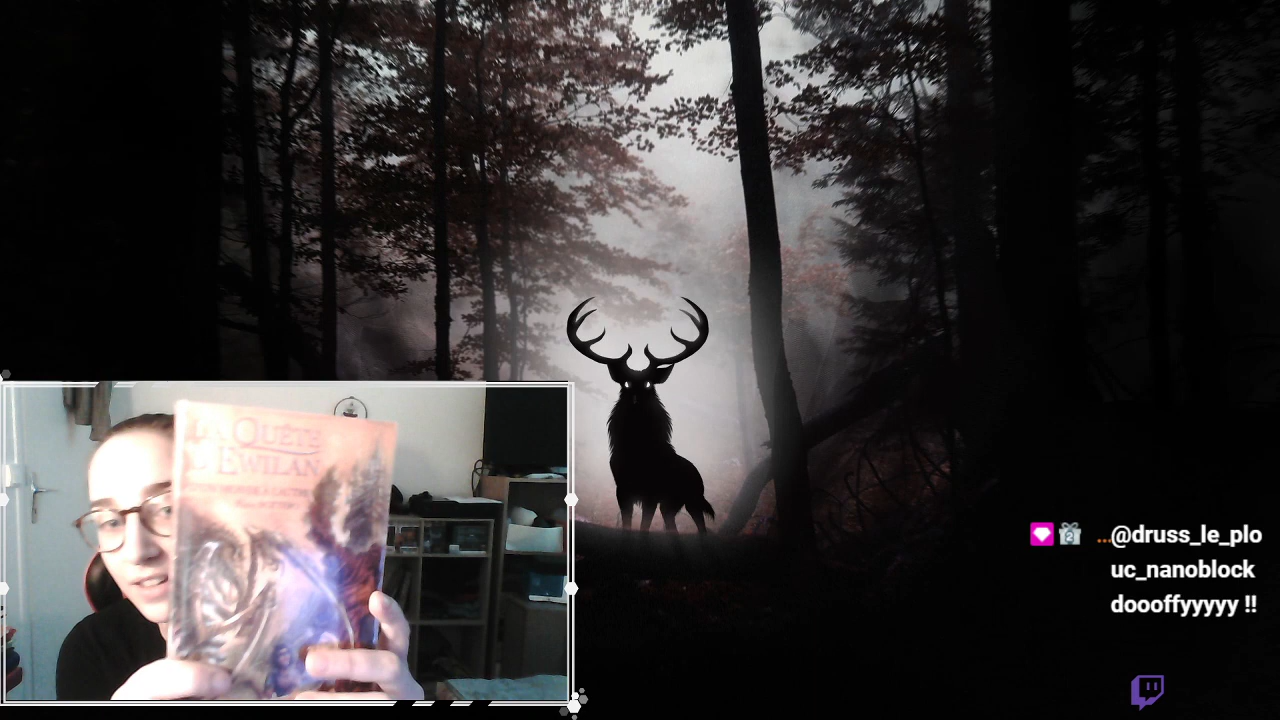 LA QUÊTE
D'EWILAN
@druss_le_plo
uc_nanoblock
doooffyyyyy !!